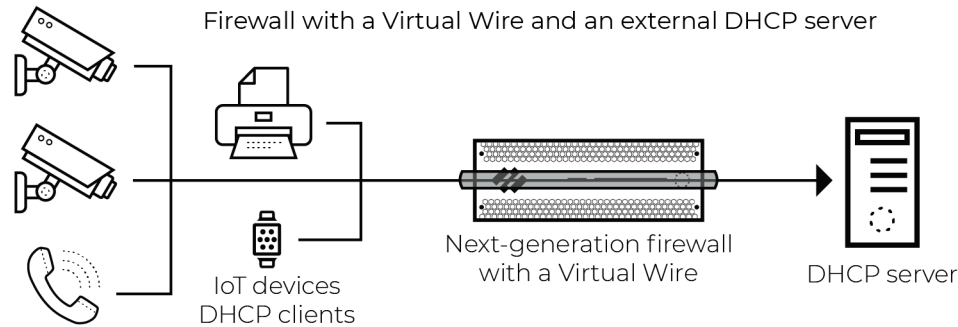 Firewall with a Virtual Wire and an external DHCP server
IoT devices
DHCP clients
Next-generation firewall
with a Virtual Wire
DHCP server